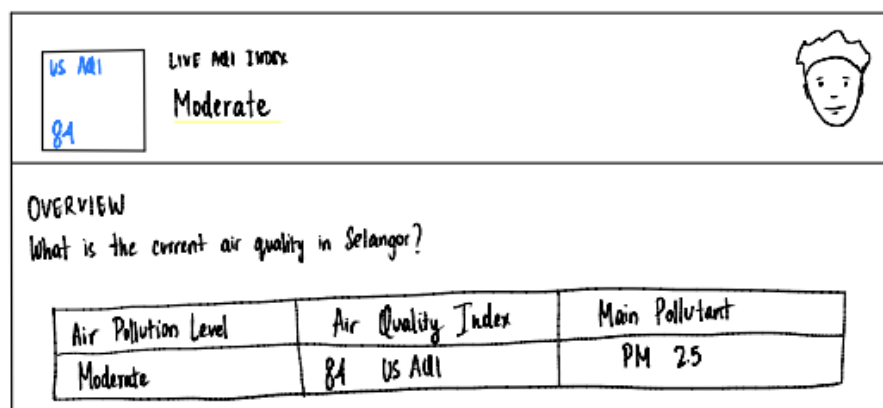 US AQI
84
LIVE AQI INDEX
Moderate
OVERVIEW
What is the current air quality in Selangor?
Air Pollution Level Air Quality Index Main Pollutant
Moderate 84 US AQI PM 2.5